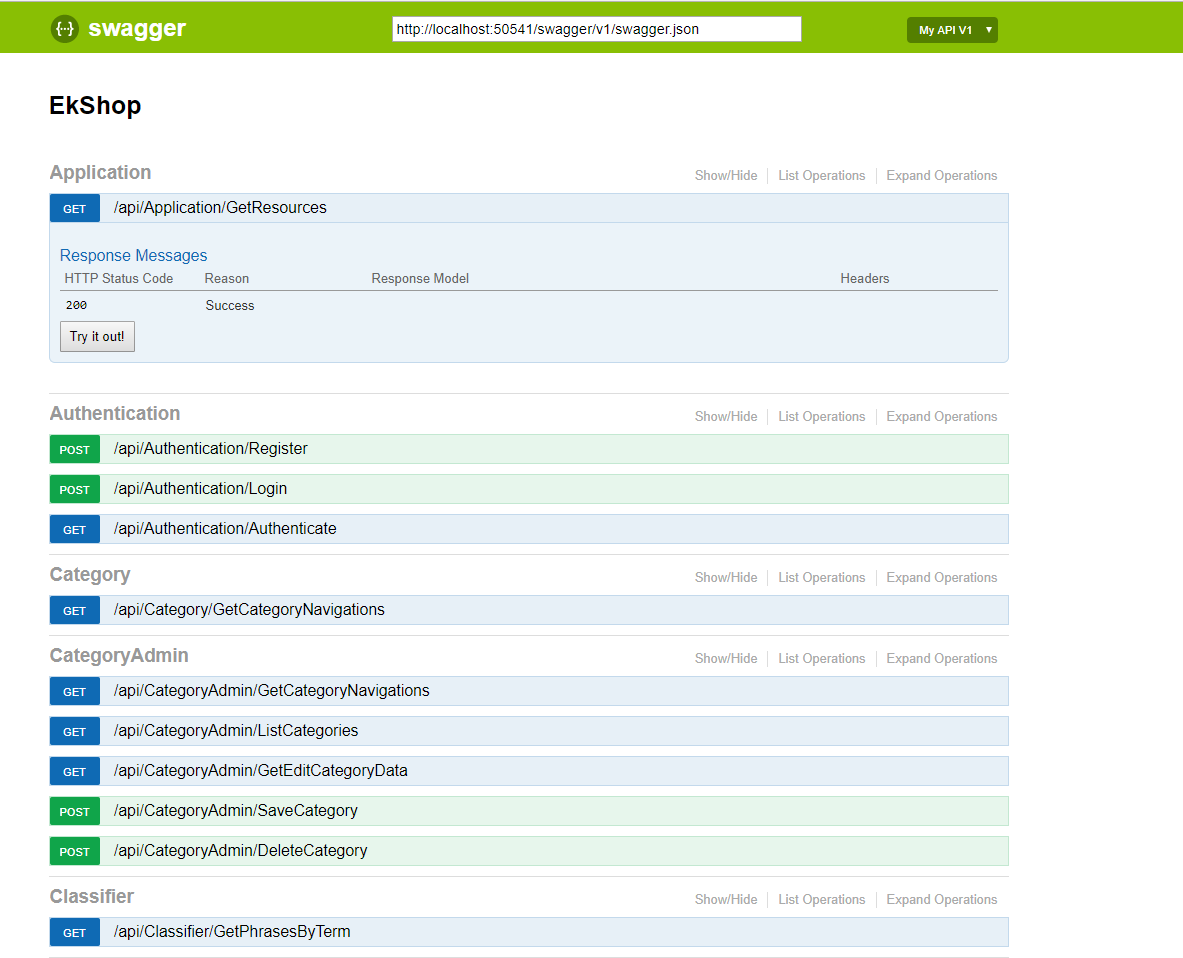 {··} swagger http://localhost:50541/swagger/v1/swagger.json My API V1
EkShop
Application Show/Hide List Operations Expand Operations
GET /api/Application/GetResources
Response Messages
HTTP Status Code Reason Response Model Headers
200 Success
Try it out!
Authentication Show/Hide List Operations Expand Operations
POST /api/Authentication/Register
POST /api/Authentication/Login
GET /api/Authentication/Authenticate
Category Show/Hide List Operations Expand Operations
GET /api/Category/GetCategoryNavigations
CategoryAdmin Show/Hide List Operations Expand Operations
GET /api/CategoryAdmin/GetCategoryNavigations
GET /api/CategoryAdmin/ListCategories
GET /api/CategoryAdmin/GetEditCategoryData
POST /api/CategoryAdmin/SaveCategory
POST /api/CategoryAdmin/DeleteCategory
Classifier Show/Hide List Operations Expand Operations
GET /api/Classifier/GetPhrasesByTerm